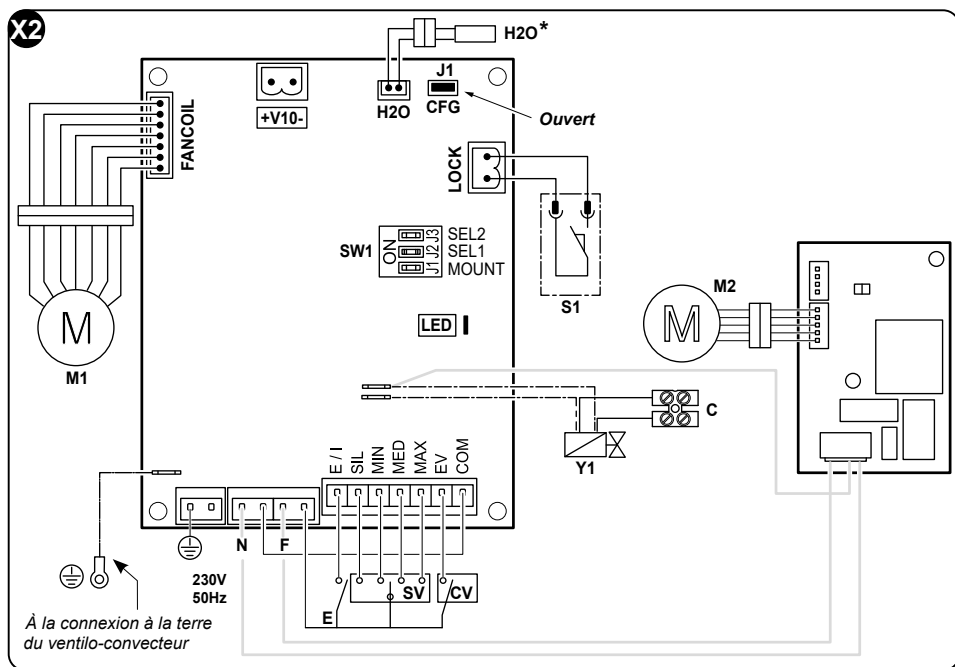 X2
H2O*
J1
H2O
CFG
Ouvert
+V10-
FANCOIL
LOCK
SW1
ON
J3 SEL2
J2 SEL1
J1 MOUNT
S1
M2
M
M
M1
LED
C
Y1
E / I
SIL
MIN
MED
MAX
EV
COM
N
F
230V
50Hz
E
SV
CV
À la connexion à la terre
du ventilo-convecteur